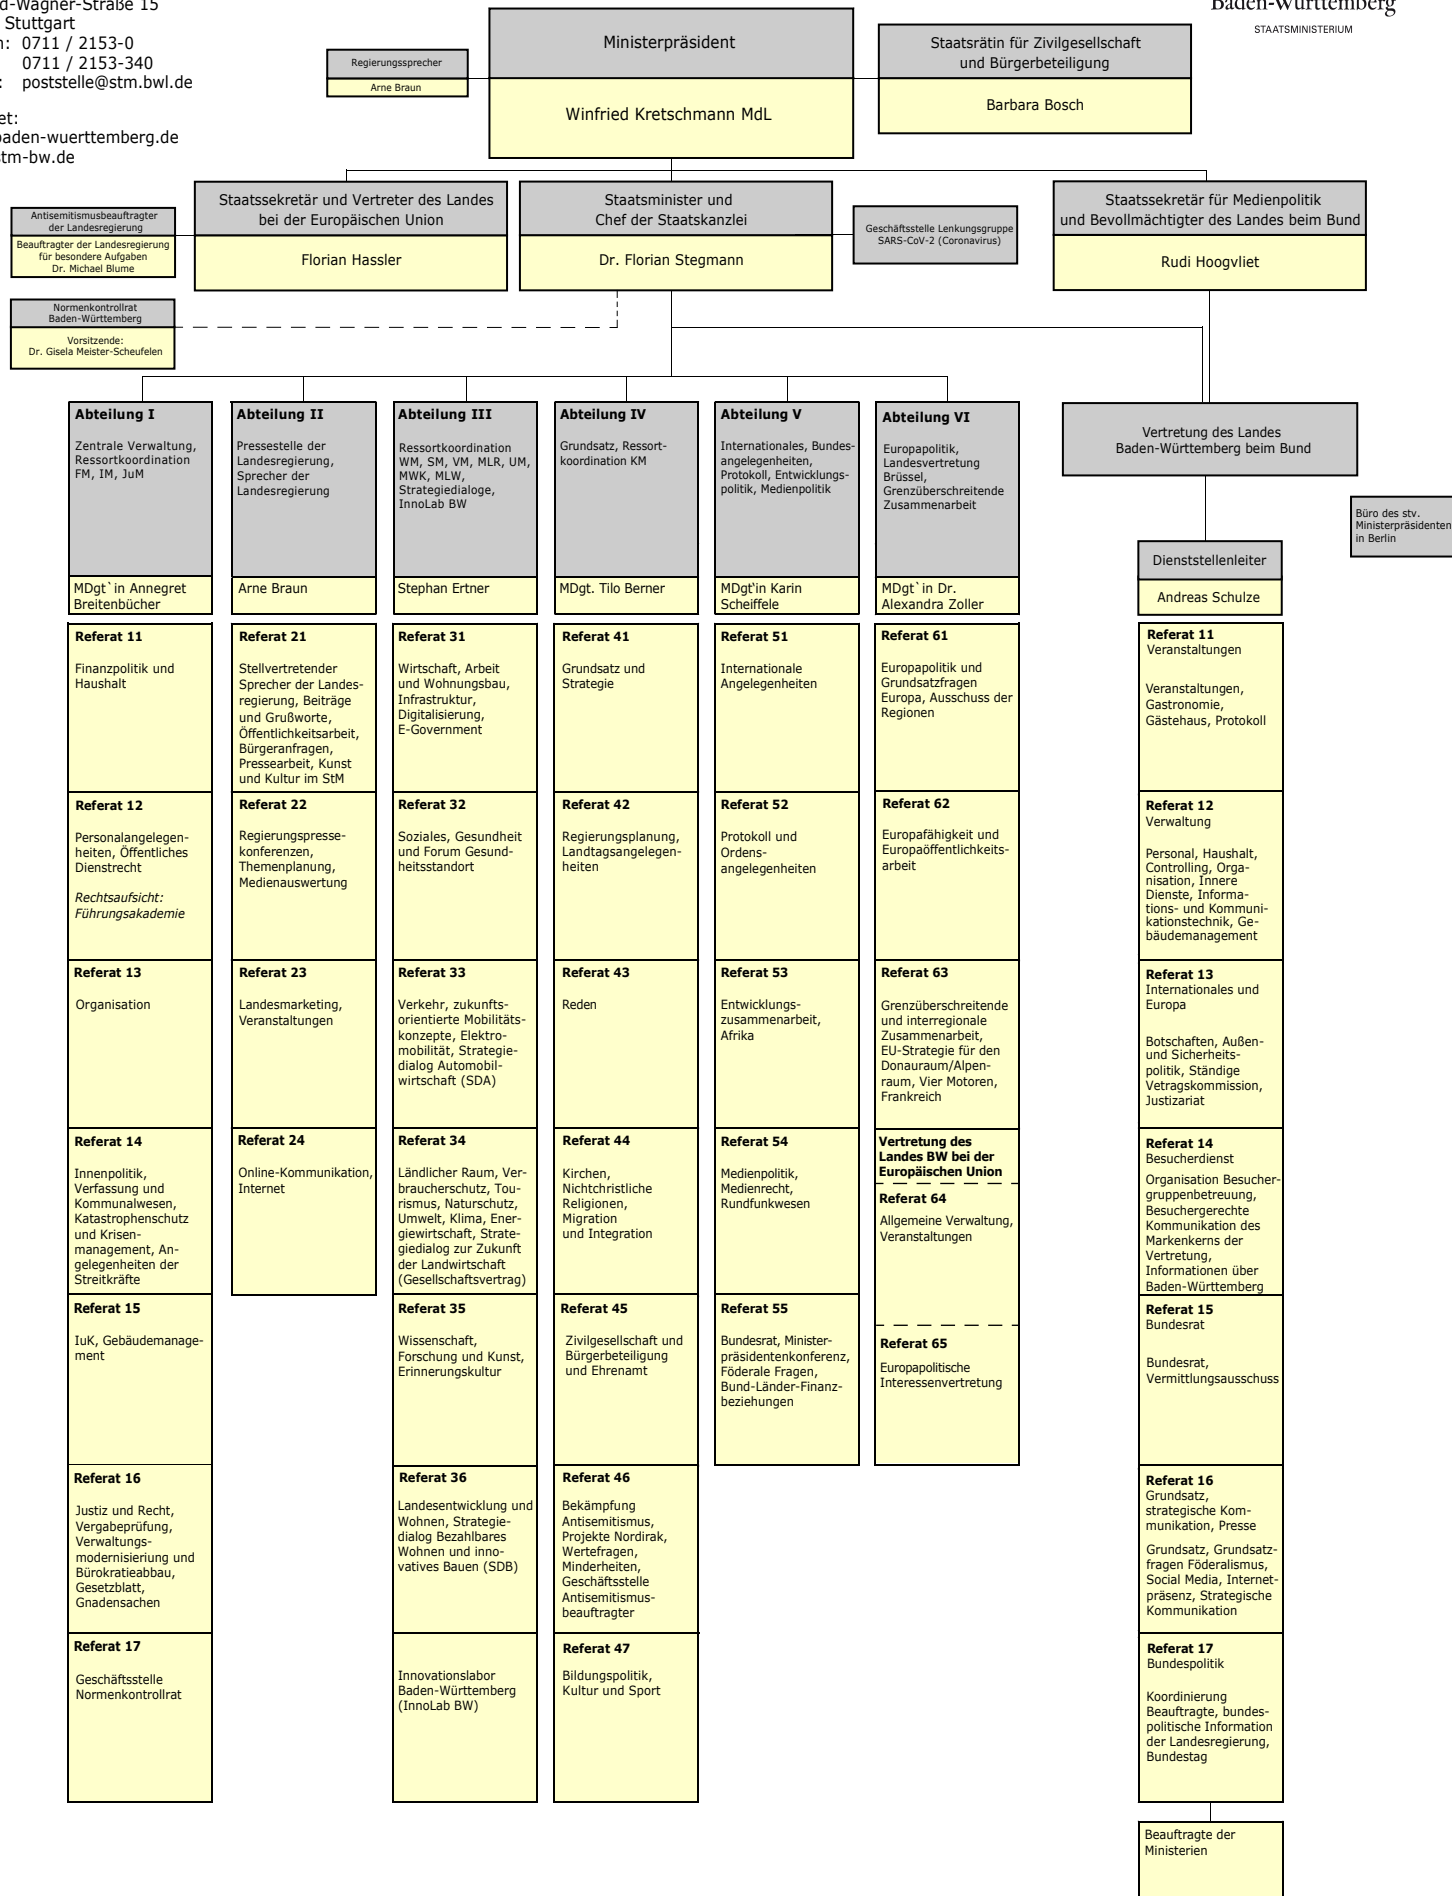 d-Wagner-Straße 15
Stuttgart
n: 0711 / 2153-0
0711 / 2153-340
: poststelle@stm.bwl.de
et:
baden-wuerttemberg.de
stm-bw.de
Baden-Württemberg
STAATSMINISTERIUM
Ministerpräsident
Winfried Kretschmann MdL
Regierungssprecher
Arne Braun
Staatsrätin für Zivilgesellschaft
und Bürgerbeteiligung
Barbara Bosch
Antisemitismusbeauftragter
der Landesregierung
Beauftragter der Landesregierung
für besondere Aufgaben
Dr. Michael Blume
Staatssekretär und Vertreter des Landes
bei der Europäischen Union
Florian Hassler
Staatsminister und
Chef der Staatskanzlei
Dr. Florian Stegmann
Geschäftsstelle Lenkungsgruppe
SARS-CoV-2 (Coronavirus)
Staatssekretär für Medienpolitik
und Bevollmächtigter des Landes beim Bund
Rudi Hoogvliet
Normenkontrollrat
Baden-Württemberg
Vorsitzende:
Dr. Gisela Meister-Scheufelen
Abteilung I
Zentrale Verwaltung,
Ressortkoordination
FM, IM, JuM
MDgt`in Annegret
Breitenbücher
Referat 11
Finanzpolitik und
Haushalt
Referat 12
Personalangelegen-
heiten, Öffentliches
Dienstrecht
Rechtsaufsicht:
Führungsakademie
Referat 13
Organisation
Referat 14
Innenpolitik,
Verfassung und
Kommunalwesen,
Katastrophenschutz
und Krisen-
management, An-
gelegenheiten der
Streitkräfte
Referat 15
IuK, Gebäudemanage-
ment
Referat 16
Justiz und Recht,
Vergabeprüfung,
Verwaltungs-
modernisieriung und
Bürokratieabbau,
Gesetzblatt,
Gnadensachen
Referat 17
Geschäftsstelle
Normenkontrollrat
Abteilung II
Pressestelle der
Landesregierung,
Sprecher der
Landesregierung
Arne Braun
Referat 21
Stellvertretender
Sprecher der Landes-
regierung, Beiträge
und Grußworte,
Öffentlichkeitsarbeit,
Bürgeranfragen,
Pressearbeit, Kunst
und Kultur im StM
Referat 22
Regierungspresse-
konferenzen,
Themenplanung,
Medienauswertung
Referat 23
Landesmarketing,
Veranstaltungen
Referat 24
Online-Kommunikation,
Internet
Abteilung III
Ressortkoordination
WM, SM, VM, MLR, UM,
MWK, MLW,
Strategiedialoge,
InnoLab BW
Stephan Ertner
Referat 31
Wirtschaft, Arbeit
und Wohnungsbau,
Infrastruktur,
Digitalisierung,
E-Government
Referat 32
Soziales, Gesundheit
und Forum Gesund-
heitsstandort
Referat 33
Verkehr, zukunfts-
orientierte Mobilitäts-
konzepte, Elektro-
mobilität, Strategie-
dialog Automobil-
wirtschaft (SDA)
Referat 34
Ländlicher Raum, Ver-
braucherschutz, Tou-
rismus, Naturschutz,
Umwelt, Klima, Ener-
giewirtschaft, Strate-
giedialog zur Zukunft
der Landwirtschaft
(Gesellschaftsvertrag)
Referat 35
Wissenschaft,
Forschung und Kunst,
Erinnerungskultur
Referat 36
Landesentwicklung und
Wohnen, Strategie-
dialog Bezahlbares
Wohnen und inno-
vatives Bauen (SDB)
Innovationslabor
Baden-Württemberg
(InnoLab BW)
Abteilung IV
Grundsatz, Ressort-
koordination KM
MDgt. Tilo Berner
Referat 41
Grundsatz und
Strategie
Referat 42
Regierungsplanung,
Landtagsangelegen-
heiten
Referat 43
Reden
Referat 44
Kirchen,
Nichtchristliche
Religionen,
Migration
und Integration
Referat 45
Zivilgesellschaft und
Bürgerbeteiligung
und Ehrenamt
Referat 46
Bekämpfung
Antisemitismus,
Projekte Nordirak,
Wertefragen,
Minderheiten,
Geschäftsstelle
Antisemitismus-
beauftragter
Referat 47
Bildungspolitik,
Kultur und Sport
Abteilung V
Internationales, Bundes-
angelegenheiten,
Protokoll, Entwicklungs-
politik, Medienpolitik
MDgt‘in Karin
Scheiffele
Referat 51
Internationale
Angelegenheiten
Referat 52
Protokoll und
Ordens-
angelegenheiten
Referat 53
Entwicklungs-
zusammenarbeit,
Afrika
Referat 54
Medienpolitik,
Medienrecht,
Rundfunkwesen
Referat 55
Bundesrat, Minister-
präsidentenkonferenz,
Föderale Fragen,
Bund-Länder-Finanz-
beziehungen
Abteilung VI
Europapolitik,
Landesvertretung
Brüssel,
Grenzüberschreitende
Zusammenarbeit
MDgt`in Dr.
Alexandra Zoller
Referat 61
Europapolitik und
Grundsatzfragen
Europa, Ausschuss der
Regionen
Referat 62
Europafähigkeit und
Europaöffentlichkeits-
arbeit
Referat 63
Grenzüberschreitende
und interregionale
Zusammenarbeit,
EU-Strategie für den
Donauraum/Alpen-
raum, Vier Motoren,
Frankreich
Vertretung des
Landes BW bei der
Europäischen Union
Referat 64
Allgemeine Verwaltung,
Veranstaltungen
Referat 65
Europapolitische
Interessenvertretung
Vertretung des Landes
Baden-Württemberg beim Bund
Büro des stv.
Ministerpräsidenten
in Berlin
Dienststellenleiter
Andreas Schulze
Referat 11
Veranstaltungen
Veranstaltungen,
Gastronomie,
Gästehaus, Protokoll
Referat 12
Verwaltung
Personal, Haushalt,
Controlling, Orga-
nisation, Innere
Dienste, Informa-
tions- und Kommuni-
kationstechnik, Ge-
bäudemanagement
Referat 13
Internationales und
Europa
Botschaften, Außen-
und Sicherheits-
politik, Ständige
Vetragskommission,
Justizariat
Referat 14
Besucherdienst
Organisation Besucher-
gruppenbetreuung,
Besuchergerechte
Kommunikation des
Markenkerns der
Vertretung,
Informationen über
Baden-Württemberg
Referat 15
Bundesrat
Bundesrat,
Vermittlungsausschuss
Referat 16
Grundsatz,
strategische Kom-
munikation, Presse
Grundsatz, Grundsatz-
fragen Föderalismus,
Social Media, Internet-
präsenz, Strategische
Kommunikation
Referat 17
Bundespolitik
Koordinierung
Beauftragte, bundes-
politische Information
der Landesregierung,
Bundestag
Beauftragte der
Ministerien